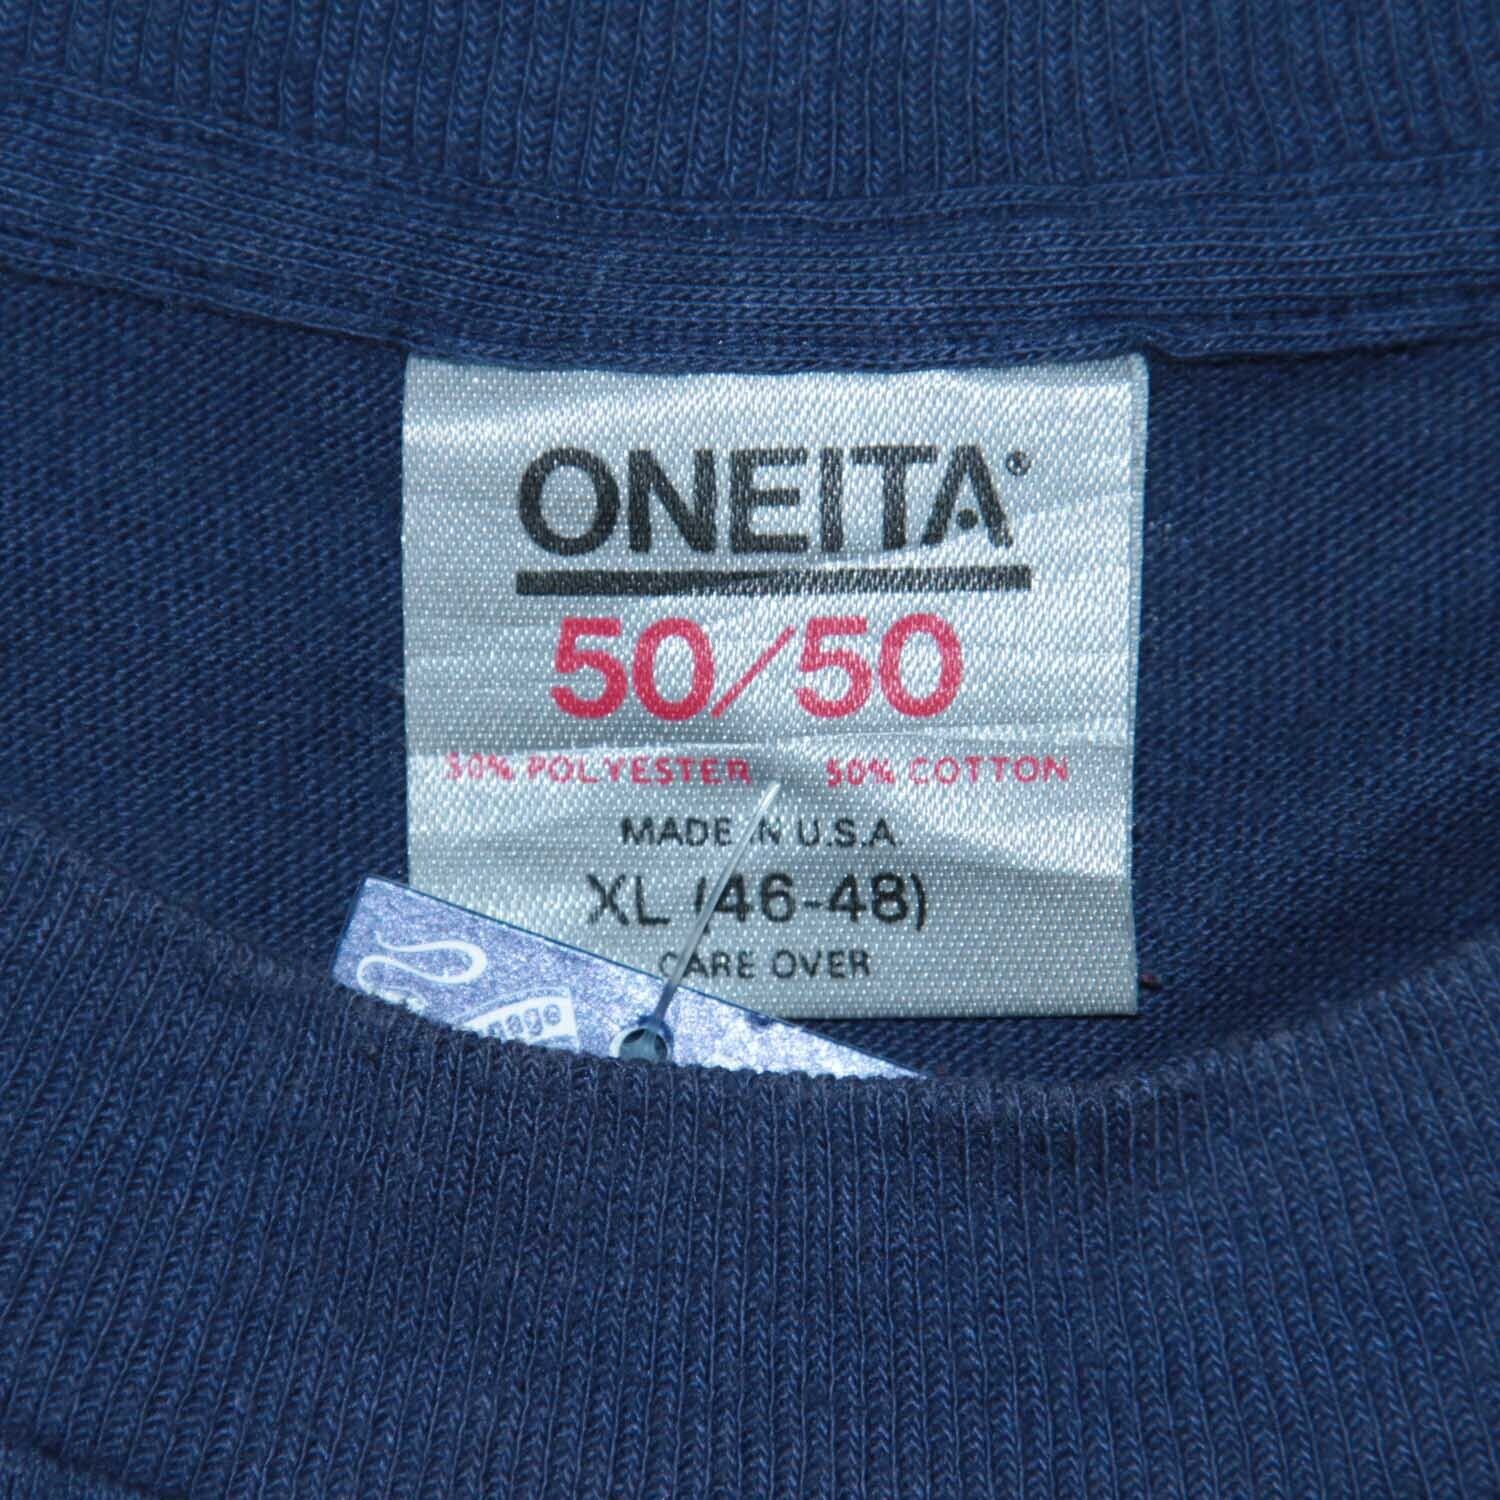 ONEITA®
50/50
50% POLYESTER 50% COTTON
MADE IN U.S.A.
XL (46-48)
CARE OVER